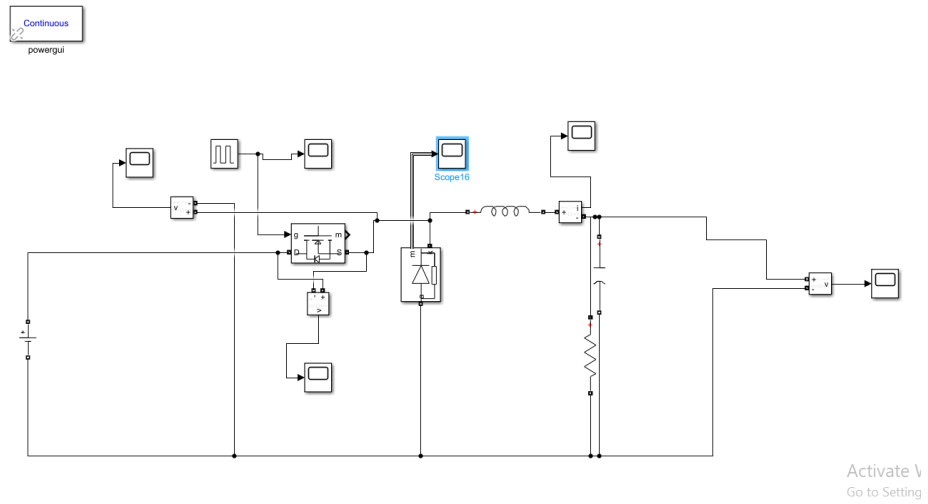 Continuous
powergui
Scope16
v
-
+
g
m
D
S
m
k
a
+
-
v
+
i
-
+
-
v
+
Activate
Go to Setting